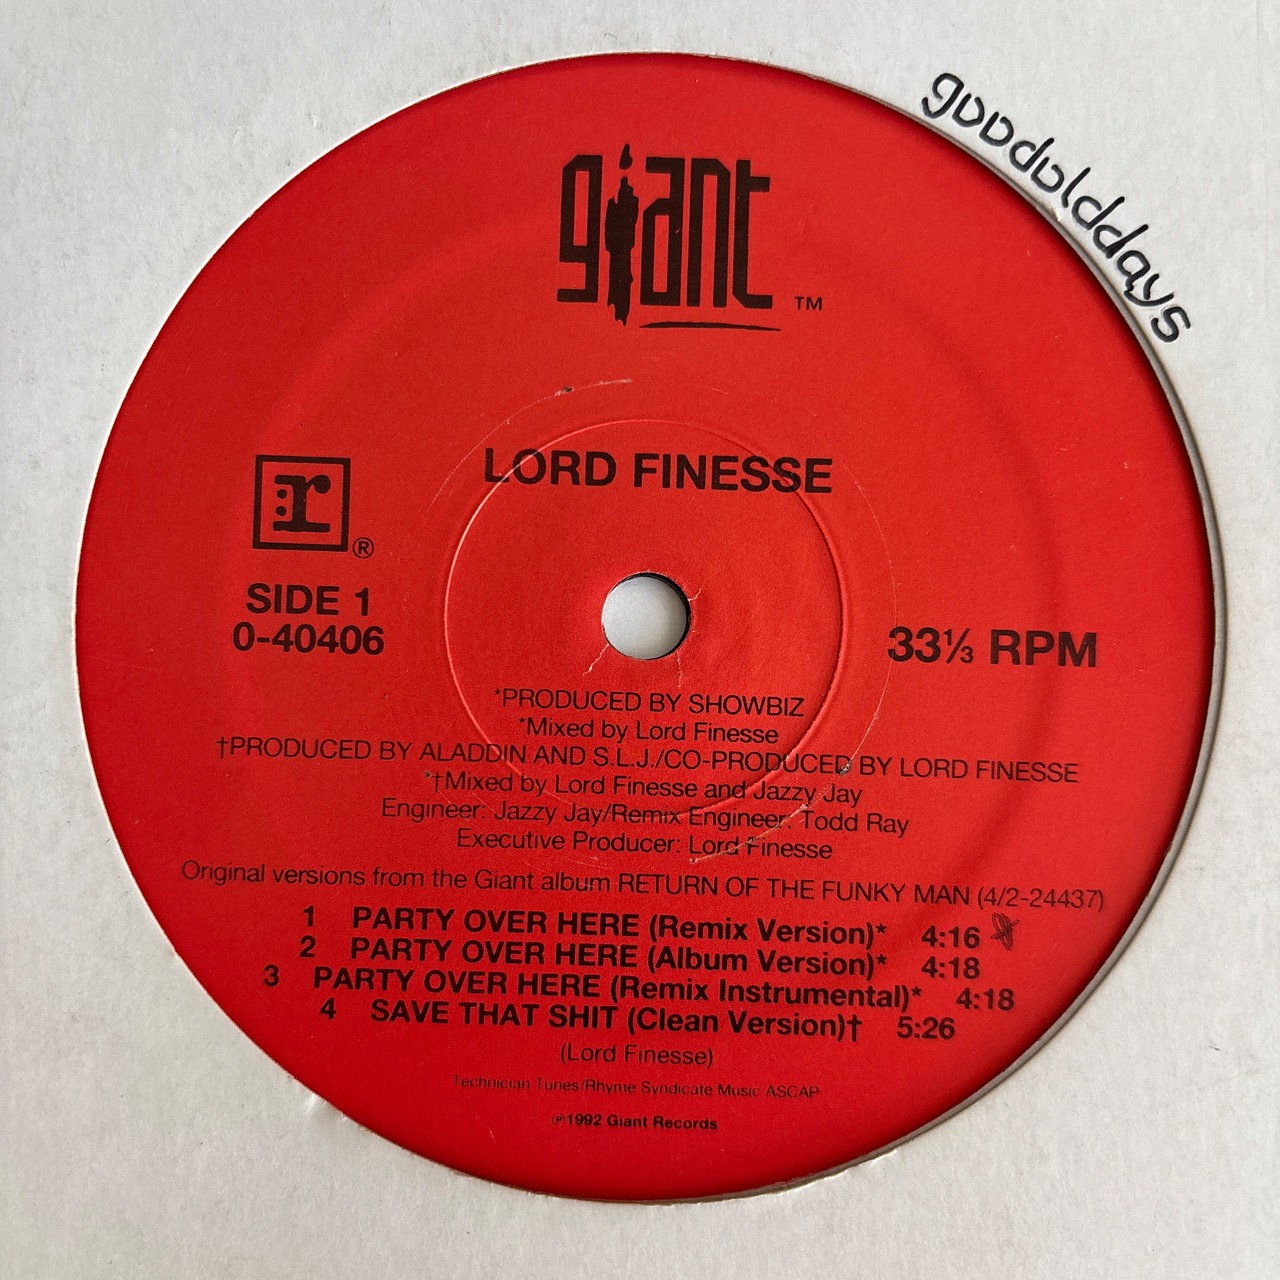 goodolddays
giant ™
LORD FINESSE
r ®
SIDE 1
0-40406
33⅓ RPM
*PRODUCED BY SHOWBIZ
*Mixed by Lord Finesse
†PRODUCED BY ALADDIN AND S.L.J./CO-PRODUCED BY LORD FINESSE
*†Mixed by Lord Finesse and Jazzy Jay
Engineer: Jazzy Jay/Remix Engineer: Todd Ray
Executive Producer: Lord Finesse
Original versions from the Giant album RETURN OF THE FUNKY MAN (4/2-24437)
1 PARTY OVER HERE (Remix Version)* 4:16
2 PARTY OVER HERE (Album Version)* 4:18
3 PARTY OVER HERE (Remix Instrumental)* 4:18
4 SAVE THAT SHIT (Clean Version)† 5:26
(Lord Finesse)
Technician Tunes/Rhyme Syndicate Music ASCAP
℗1992 Giant Records